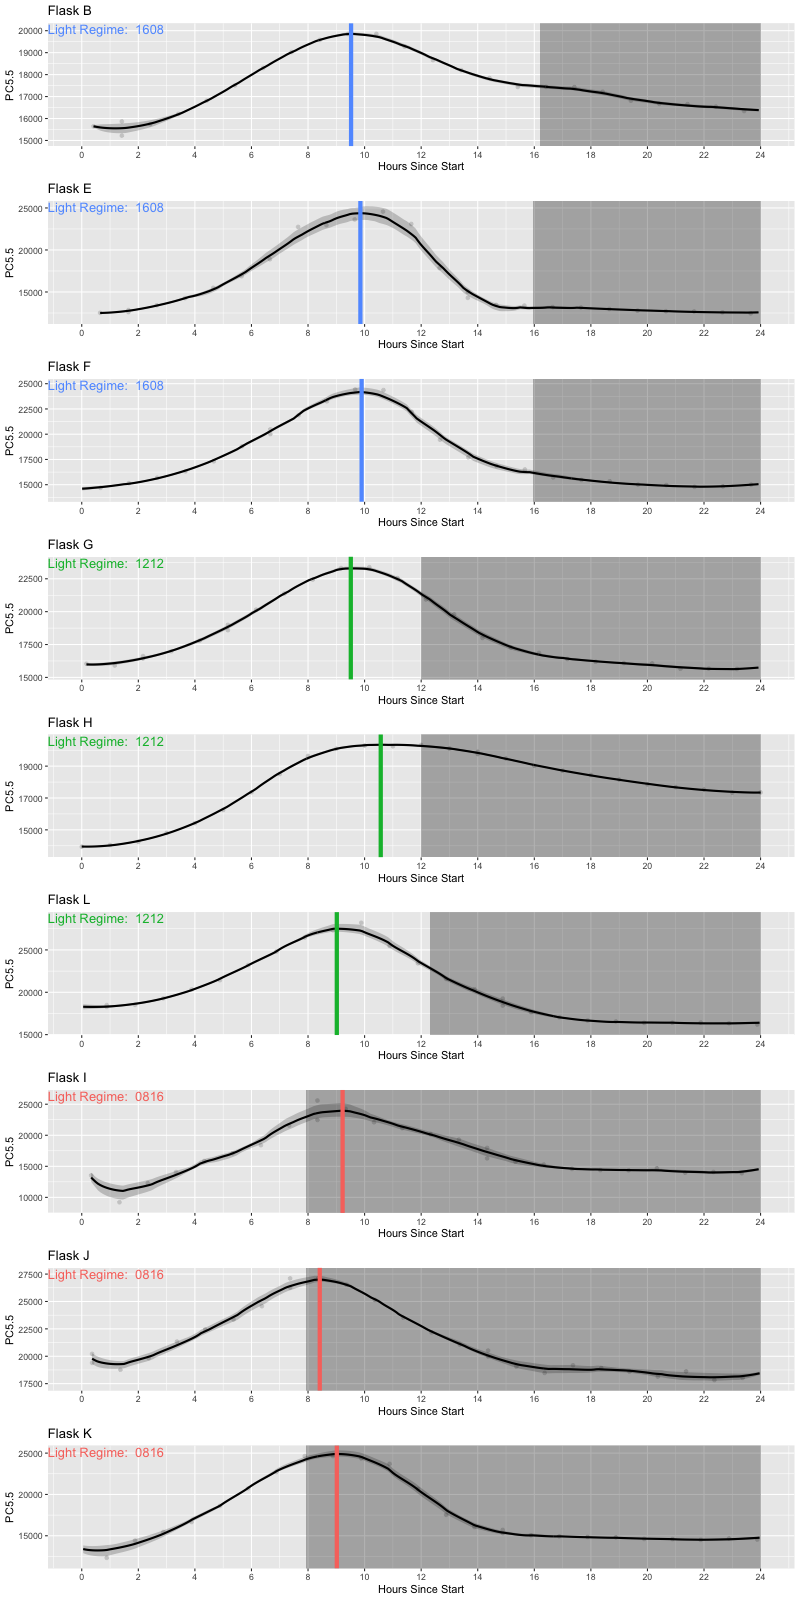 Flask B
Light Regime: 1608
PC5.5
20000
19000
18000
17000
16000
15000
0 2 4 6 8 10 12 14 16 18 20 22 24
Hours Since Start
Flask E
Light Regime: 1608
PC5.5
25000
20000
15000
0 2 4 6 8 10 12 14 16 18 20 22 24
Hours Since Start
Flask F
Light Regime: 1608
PC5.5
25000
22500
20000
17500
15000
0 2 4 6 8 10 12 14 16 18 20 22 24
Hours Since Start
Flask G
Light Regime: 1212
PC5.5
22500
20000
17500
15000
0 2 4 6 8 10 12 14 16 18 20 22 24
Hours Since Start
Flask H
Light Regime: 1212
PC5.5
19000
17000
15000
0 2 4 6 8 10 12 14 16 18 20 22 24
Hours Since Start
Flask L
Light Regime: 1212
PC5.5
25000
20000
15000
0 2 4 6 8 10 12 14 16 18 20 22 24
Hours Since Start
Flask I
Light Regime: 0816
PC5.5
25000
20000
15000
10000
0 2 4 6 8 10 12 14 16 18 20 22 24
Hours Since Start
Flask J
Light Regime: 0816
PC5.5
27500
25000
22500
20000
17500
0 2 4 6 8 10 12 14 16 18 20 22 24
Hours Since Start
Flask K
Light Regime: 0816
PC5.5
25000
20000
15000
0 2 4 6 8 10 12 14 16 18 20 22 24
Hours Since Start